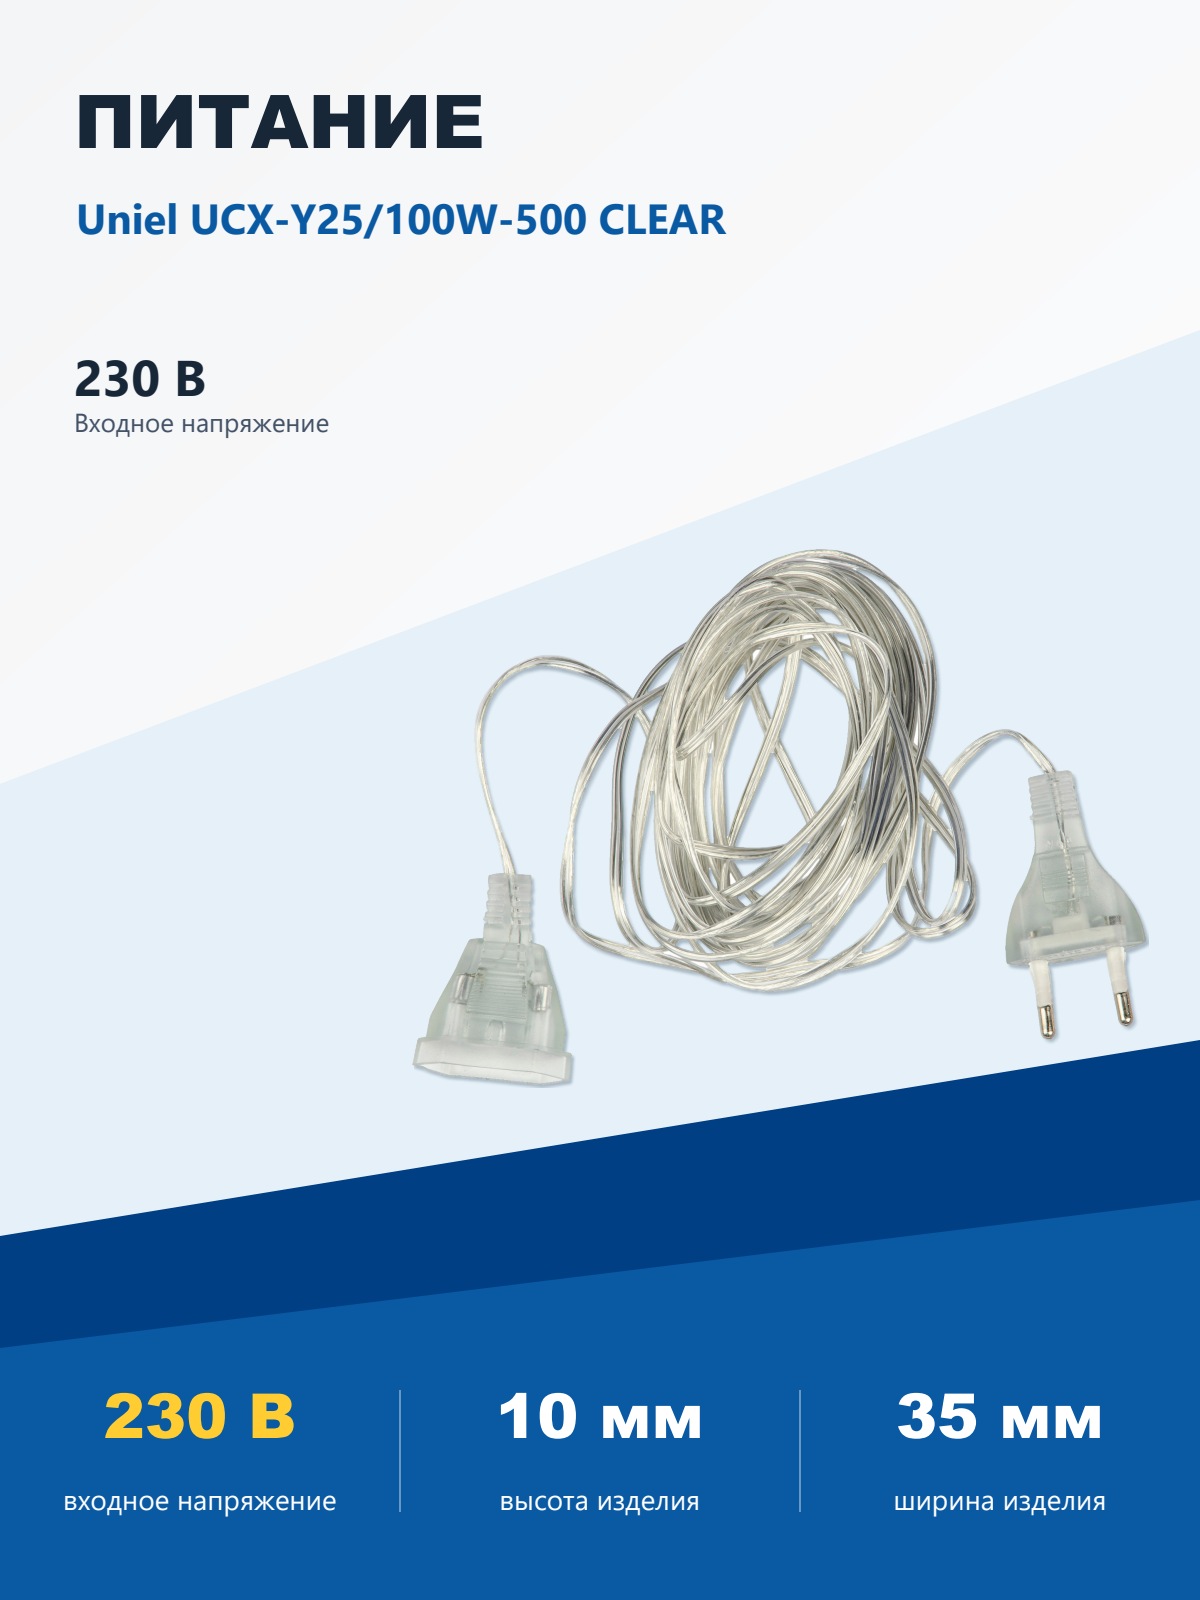 ПИТАНИЕ
Uniel UCX-Y25/100W-500 CLEAR
230 В
Входное напряжение
230 В
входное напряжение
10 мм
высота изделия
35 мм
ширина изделия